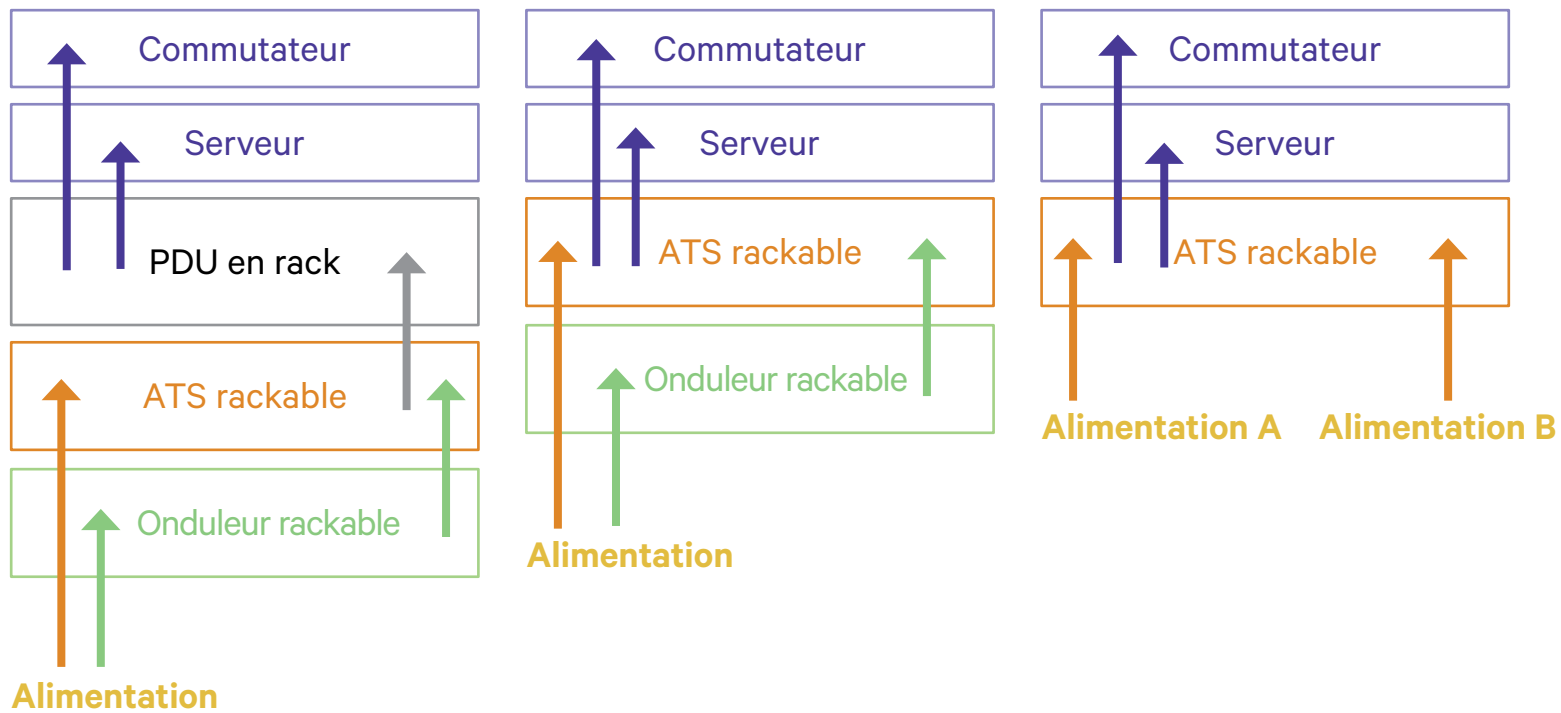 Commutateur
Serveur
PDU en rack
ATS rackable
Onduleur rackable
Alimentation
Commutateur
Serveur
ATS rackable
Onduleur rackable
Alimentation
Commutateur
Serveur
ATS rackable
Alimentation A
Alimentation B